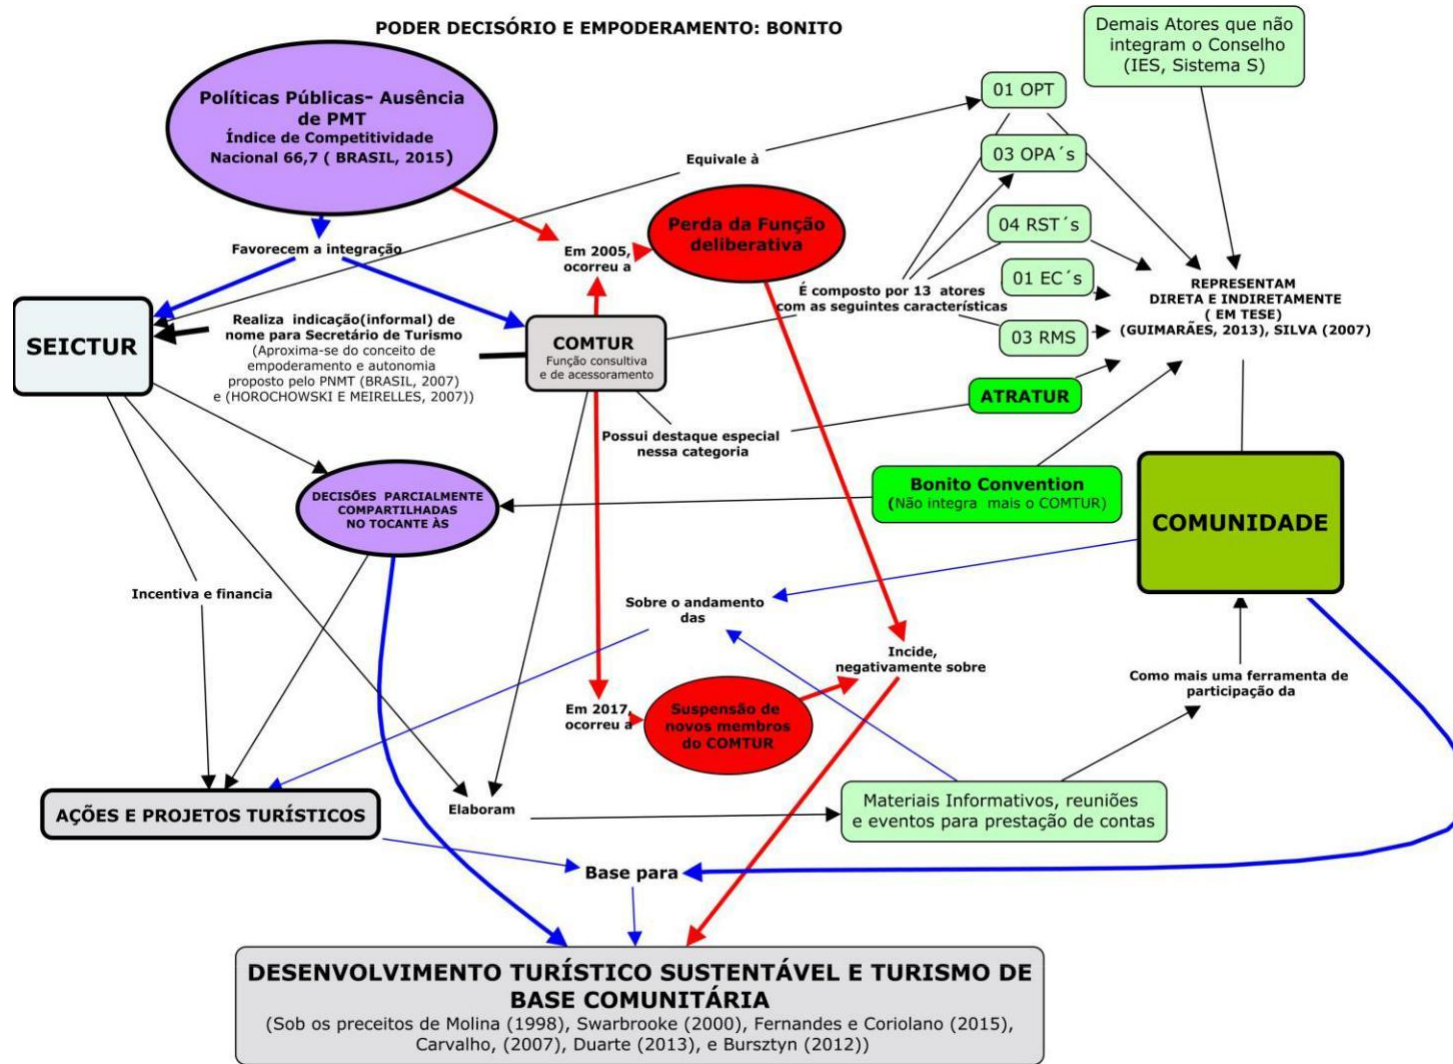 PODER DECISÓRIO E EMPODERAMENTO: BONITO
Demais Atores que não
integram o Conselho
(IES, Sistema S)
Políticas Públicas- Ausência
de PMT
Índice de Competitividade
Nacional 66,7 ( BRASIL, 2015)
01 OPT
Equivale à
03 OPA´s
Favorecem a integração
Em 2005,
ocorreu a
Perda da Função
deliberativa
04 RST´s
É composto por 13 atores
com as seguintes características
01 EC´s
REPRESENTAM
DIRETA E INDIRETAMENTE
( EM TESE)
(GUIMARÃES, 2013), SILVA (2007)
03 RMS
SEICTUR
Realiza indicação(informal) de
nome para Secretário de Turismo
(Aproxima-se do conceito de
empoderamento e autonomia
proposto pelo PNMT (BRASIL, 2007)
e (HOROCHOWSKI E MEIRELLES, 2007))
COMTUR
Função consultiva
e de acessoramento
ATRATUR
Possui destaque especial
nessa categoria
DECISÕES PARCIALMENTE
COMPARTILHADAS
NO TOCANTE ÀS
Bonito Convention
(Não integra mais o COMTUR)
COMUNIDADE
Incentiva e financia
Sobre o andamento
das
Incide,
negativamente sobre
Como mais uma ferramenta de
participação da
Em 2017,
ocorreu a
Suspensão de
novos membros
do COMTUR
AÇÕES E PROJETOS TURÍSTICOS
Elaboram
Materiais Informativos, reuniões
e eventos para prestação de contas
Base para
DESENVOLVIMENTO TURÍSTICO SUSTENTÁVEL E TURISMO DE
BASE COMUNITÁRIA
(Sob os preceitos de Molina (1998), Swarbrooke (2000), Fernandes e Coriolano (2015),
Carvalho, (2007), Duarte (2013), e Bursztyn (2012))